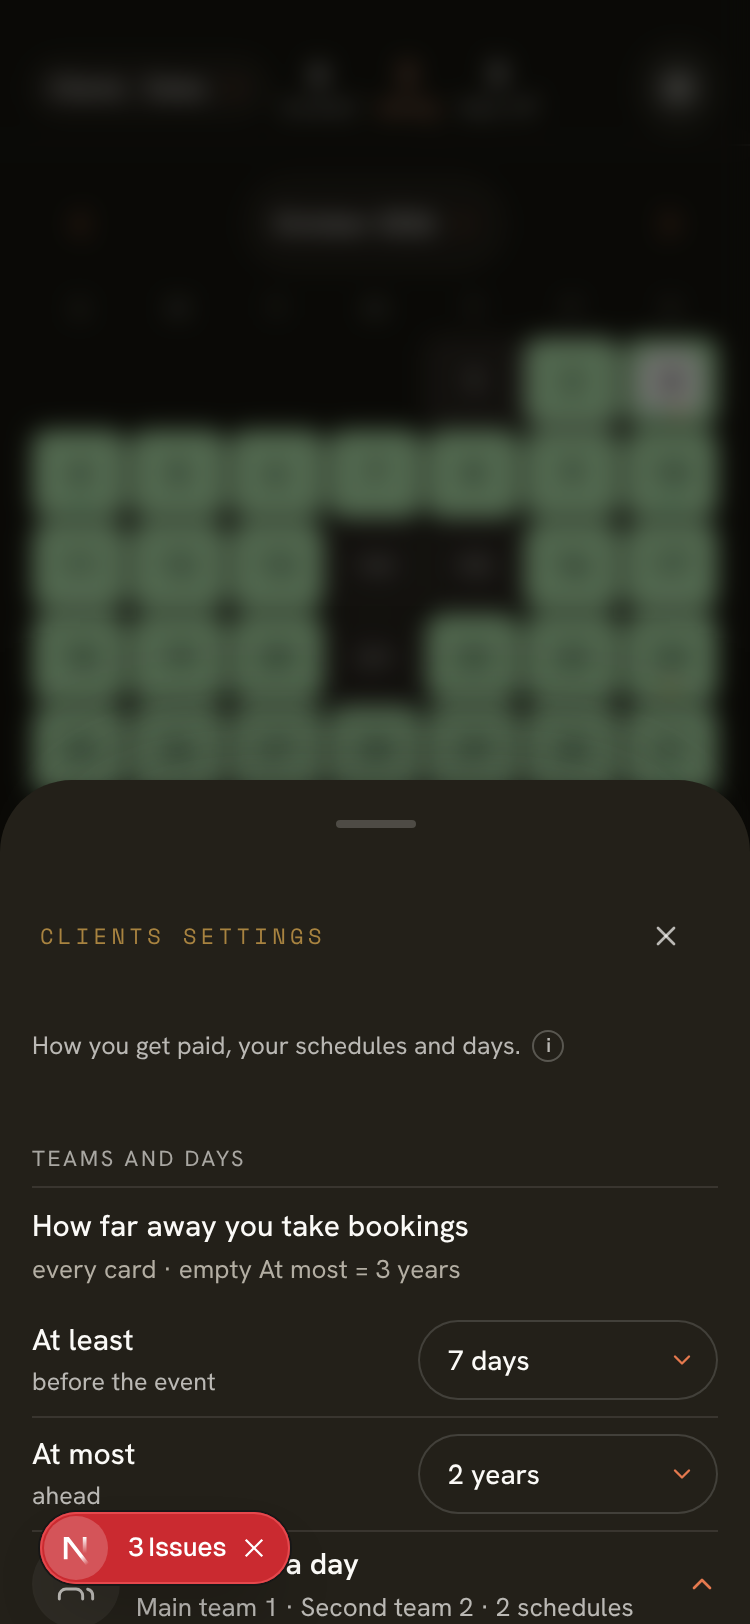 CLIENTS SETTINGS
How you get paid, your schedules and days. i
TEAMS AND DAYS
How far away you take bookings
every card · empty At most = 3 years
At least
before the event
7 days
At most
ahead
2 years
N 3 Issues
a day
Main team 1 · Second team 2 · 2 schedules